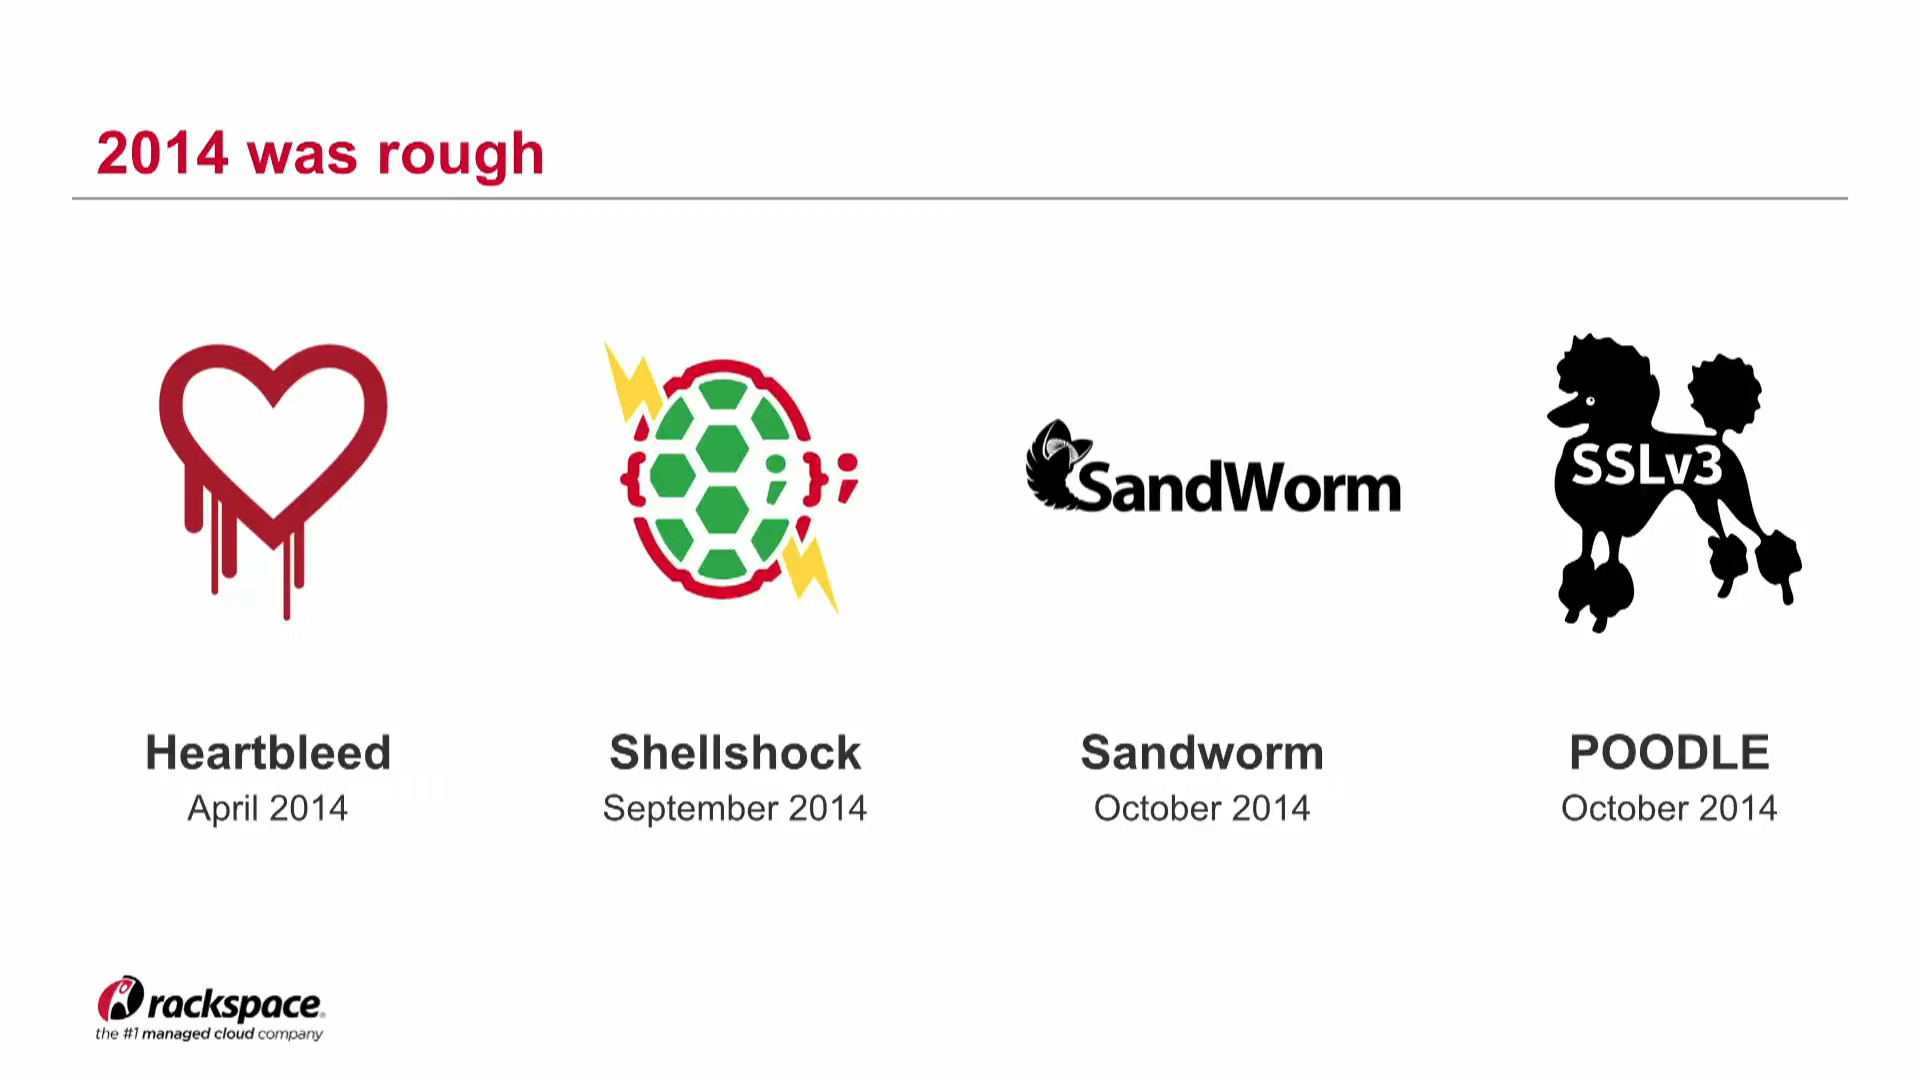 2014 was rough
{;};
SandWorm
SSLv3
Heartbleed
April 2014
Shellshock
September 2014
Sandworm
October 2014
POODLE
October 2014
rackspace®
the #1 managed cloud company